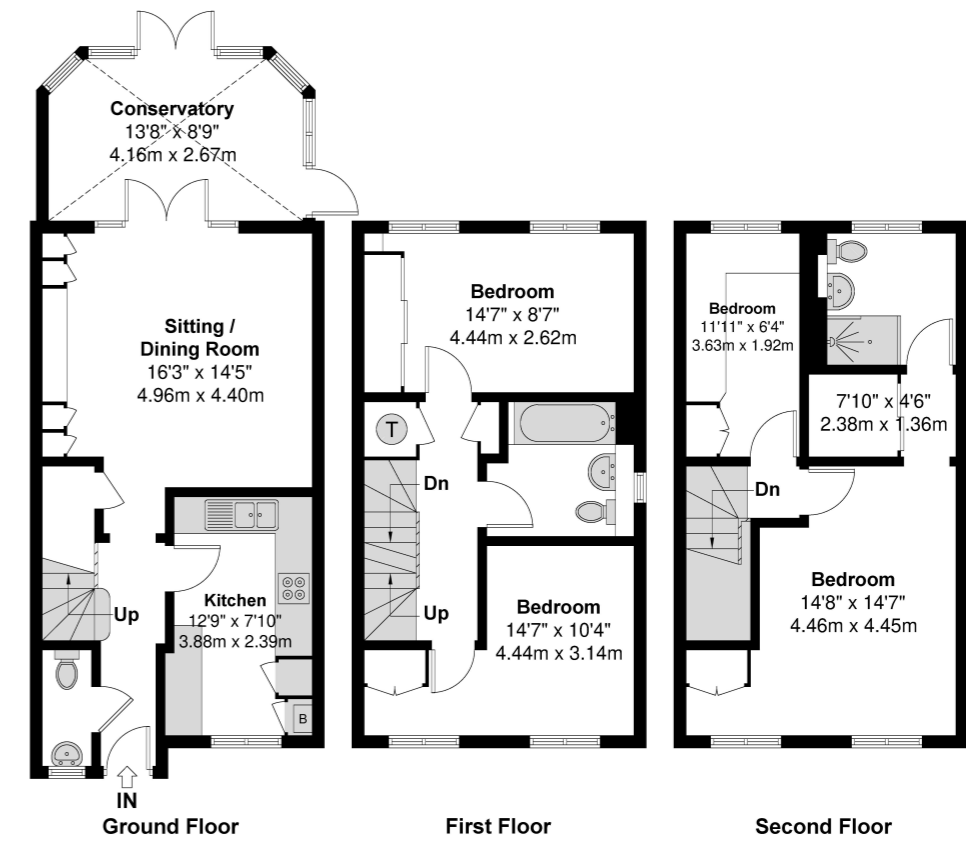 Conservatory
13'8" x 8'9"
4.16m x 2.67m
Sitting /
Dining Room
16'3" x 14'5"
4.96m x 4.40m
Up
Kitchen
12'9" x 7'10"
3.88m x 2.39m
B
IN
Ground Floor
Bedroom
14'7" x 8'7"
4.44m x 2.62m
T
Dn
Up
Bedroom
14'7" x 10'4"
4.44m x 3.14m
First Floor
Bedroom
11'11" x 6'4"
3.63m x 1.92m
7'10" x 4'6"
2.38m x 1.36m
Dn
Bedroom
14'8" x 14'7"
4.46m x 4.45m
Second Floor